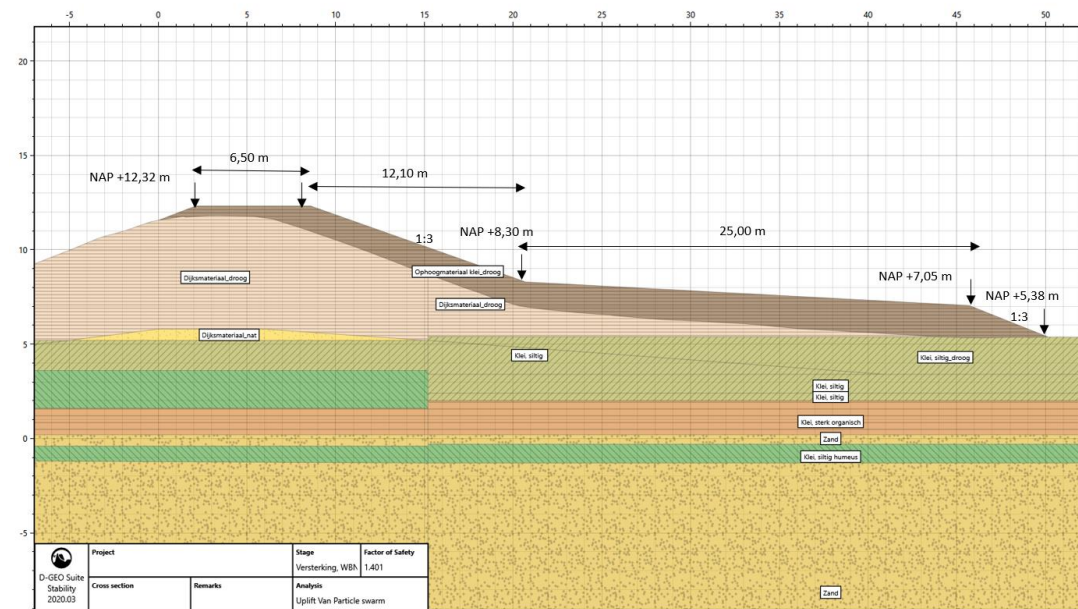 -5 0 5 10 15 20 25 30 35 40 45 50
20
15
6,50 m
NAP +12,32 m
12,10 m
NAP +8,30 m
25,00 m
1:3
10
Ophoogmateriaal klei_droog
Dijksmateriaal_droog
NAP +7,05 m
NAP +5,38 m
Dijksmateriaal_droog
1:3
Dijksmateriaal_nat
5
Klei, siltig
Klei, siltig_droog
Klei, siltig
Klei, siltig
Klei, sterk organisch
0
Zand
Klei, siltig humeus
-5
D-GEO Suite
Stability
2020.03
Project
Stage
Versterking, WBN
Factor of Safety
1.401
Cross section
Remarks
Analysis
Uplift Van Particle swarm
Zand